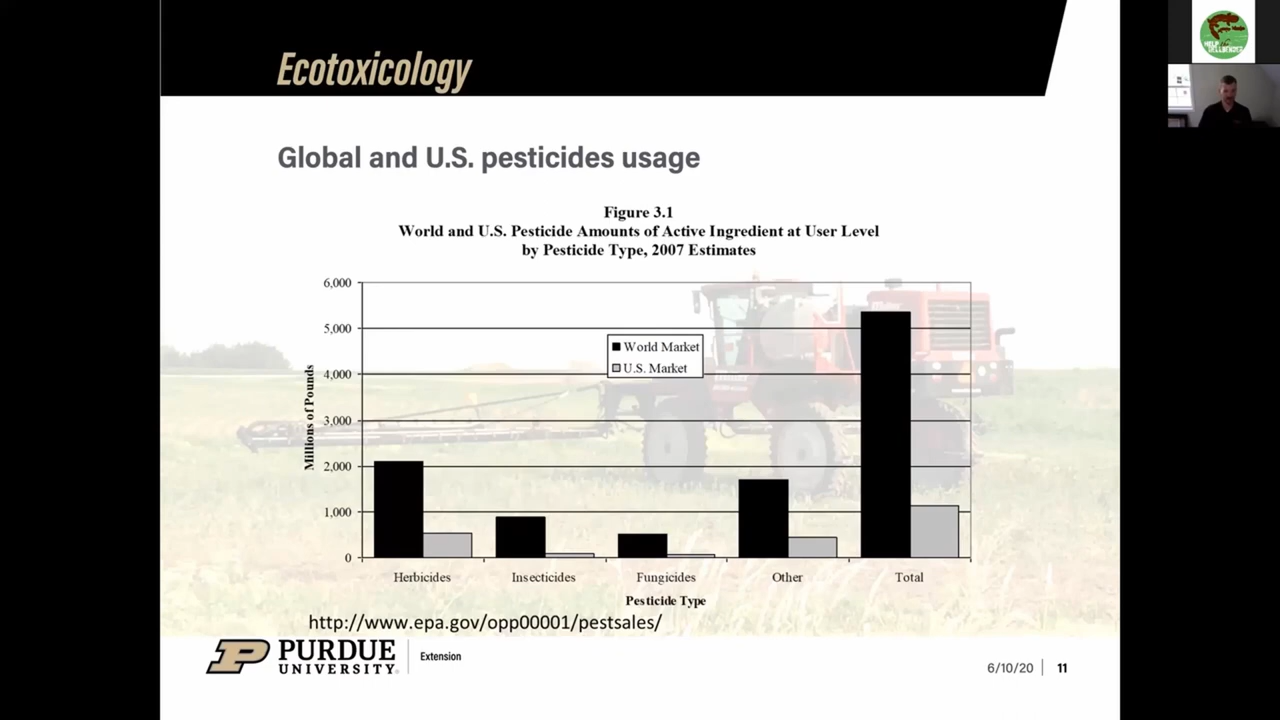 Ecotoxicology
Global and U.S. pesticides usage
Figure 3.1
World and U.S. Pesticide Amounts of Active Ingredient at User Level
by Pesticide Type, 2007 Estimates
6,000
5,000
4,000
3,000
2,000
1,000
0
Millions of Pounds
World Market
U.S. Market
Herbicides
Insecticides
Fungicides
Other
Total
Pesticide Type
http://www.epa.gov/opp00001/pestsales/
PURDUE
UNIVERSITY
Extension
6/10/20
11